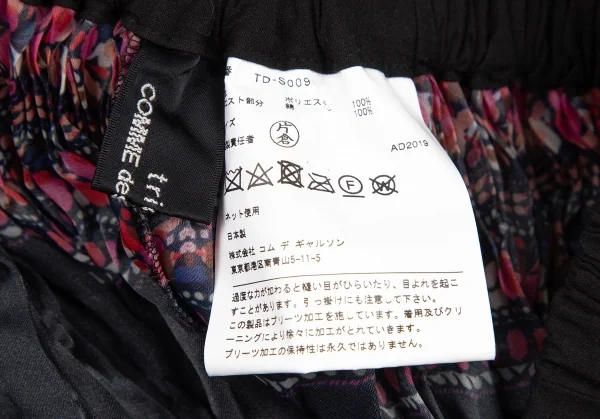 tri
COMME des
TD-S009
スト部分 ポリエステル 100%
綿 100%
ズ
製責任者 片倉
AD2019
F W
ネット使用
日本製
株式会社 コム デ ギャルソン
東京都港区南青山5-11-5
過度な力が加わると縫い目がひらいたり、目よれを起こ
すことがあります。引っ掛けにも注意して下さい。
この製品はプリーツ加工を施しています。着用及びクリ
ーニングにより徐々に加工がとれていきます。
プリーツ加工の保持性は永久ではありません。